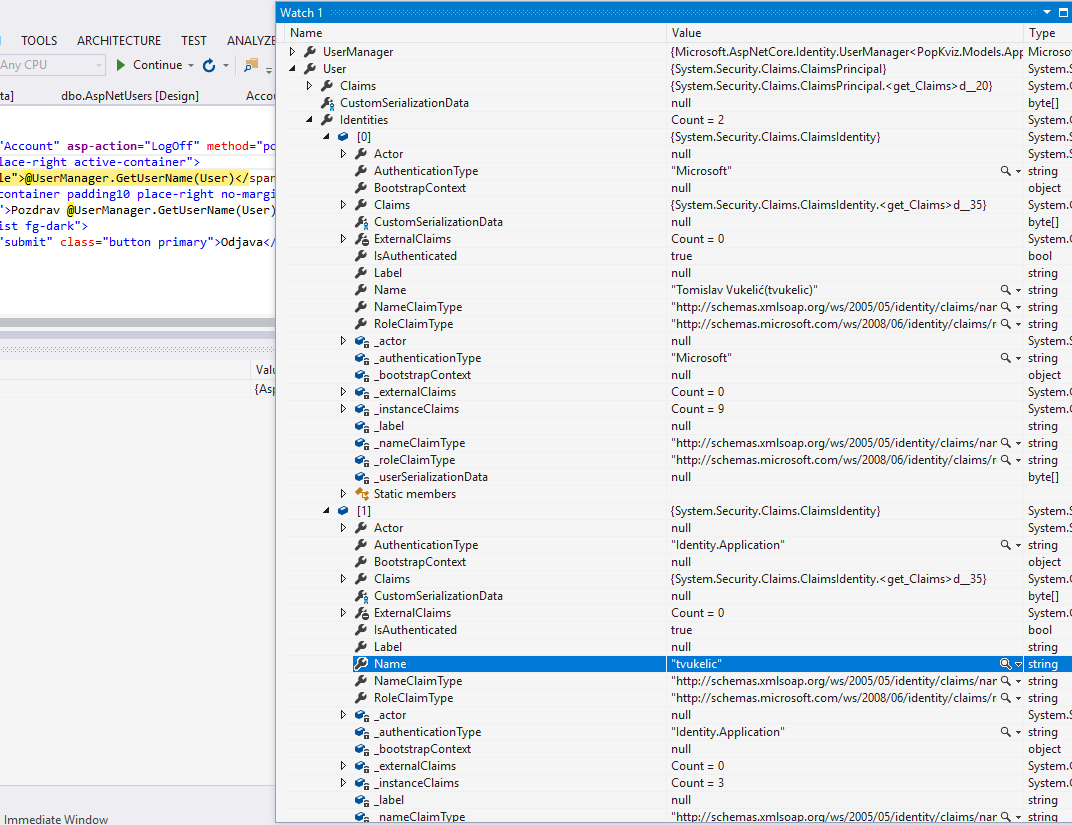 Watch 1
TOOLS ARCHITECTURE TEST ANALYZE
Any CPU Continue
ta] dbo.AspNetUsers [Design] Accou
"Account" asp-action="LogOff" method="po
lace-right active-container">
le">@UserManager.GetUserName(User)</span
container padding10 place-right no-margi
">Pozdrav @UserManager.GetUserName(User)
ist fg-dark">
"submit" class="button primary">Odjava</
Valu
{Asp
Immediate Window
Name Value Type
UserManager {Microsoft.AspNetCore.Identity.UserManager<PopKviz.Models.App Microso
User {System.Security.Claims.ClaimsPrincipal} System.S
Claims {System.Security.Claims.ClaimsPrincipal.<get_Claims>d__20} System.C
CustomSerializationData null byte[]
Identities Count = 2 System.C
[0] {System.Security.Claims.ClaimsIdentity} System.S
Actor null System.S
AuthenticationType "Microsoft" string
BootstrapContext null object
Claims {System.Security.Claims.ClaimsIdentity.<get_Claims>d__35} System.C
CustomSerializationData null byte[]
ExternalClaims Count = 0 System.C
IsAuthenticated true bool
Label null string
Name "Tomislav Vukelić(tvukelic)" string
NameClaimType "http://schemas.xmlsoap.org/ws/2005/05/identity/claims/nar string
RoleClaimType "http://schemas.microsoft.com/ws/2008/06/identity/claims/r string
_actor null System.S
_authenticationType "Microsoft" string
_bootstrapContext null object
_externalClaims Count = 0 System.C
_instanceClaims Count = 9 System.C
_label null string
_nameClaimType "http://schemas.xmlsoap.org/ws/2005/05/identity/claims/nar string
_roleClaimType "http://schemas.microsoft.com/ws/2008/06/identity/claims/r string
_userSerializationData null byte[]
Static members
[1] {System.Security.Claims.ClaimsIdentity} System.S
Actor null System.S
AuthenticationType "Identity.Application" string
BootstrapContext null object
Claims {System.Security.Claims.ClaimsIdentity.<get_Claims>d__35} System.C
CustomSerializationData null byte[]
ExternalClaims Count = 0 System.C
IsAuthenticated true bool
Label null string
Name "tvukelic" string
NameClaimType "http://schemas.xmlsoap.org/ws/2005/05/identity/claims/nar string
RoleClaimType "http://schemas.microsoft.com/ws/2008/06/identity/claims/r string
_actor null System.S
_authenticationType "Identity.Application" string
_bootstrapContext null object
_externalClaims Count = 0 System.C
_instanceClaims Count = 3 System.C
_label null string
_nameClaimType "http://schemas.xmlsoap.org/ws/2005/05/identity/claims/nar string